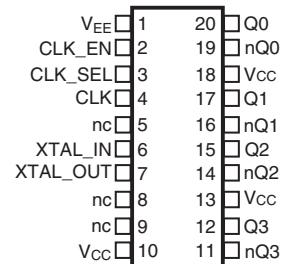 VEE 1 20 Q0
CLK_EN 2 19 nQ0
CLK_SEL 3 18 VCC
CLK 4 17 Q1
nc 5 16 nQ1
XTAL_IN 6 15 Q2
XTAL_OUT 7 14 nQ2
nc 8 13 VCC
nc 9 12 Q3
VCC 10 11 nQ3